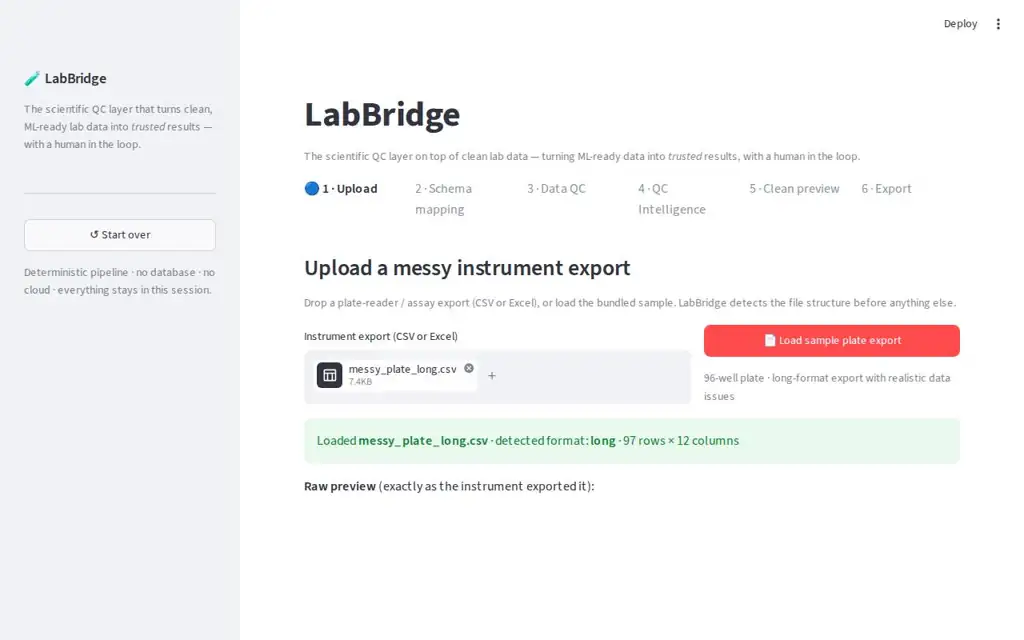 Deploy
🧪 LabBridge
The scientific QC layer that turns clean,
ML-ready lab data into trusted results —
with a human in the loop.
↺ Start over
Deterministic pipeline · no database · no
cloud · everything stays in this session.
LabBridge
The scientific QC layer on top of clean lab data — turning ML-ready data into trusted results, with a human in the loop.
🔵 1 · Upload
2 · Schema
mapping
3 · Data QC
4 · QC
Intelligence
5 · Clean preview
6 · Export
Upload a messy instrument export
Drop a plate-reader / assay export (CSV or Excel), or load the bundled sample. LabBridge detects the file structure before anything else.
Instrument export (CSV or Excel)
messy_plate_long.csv
7.4KB
📄 Load sample plate export
96-well plate · long-format export with realistic data
issues
Loaded messy_plate_long.csv · detected format: long · 97 rows × 12 columns
Raw preview (exactly as the instrument exported it):